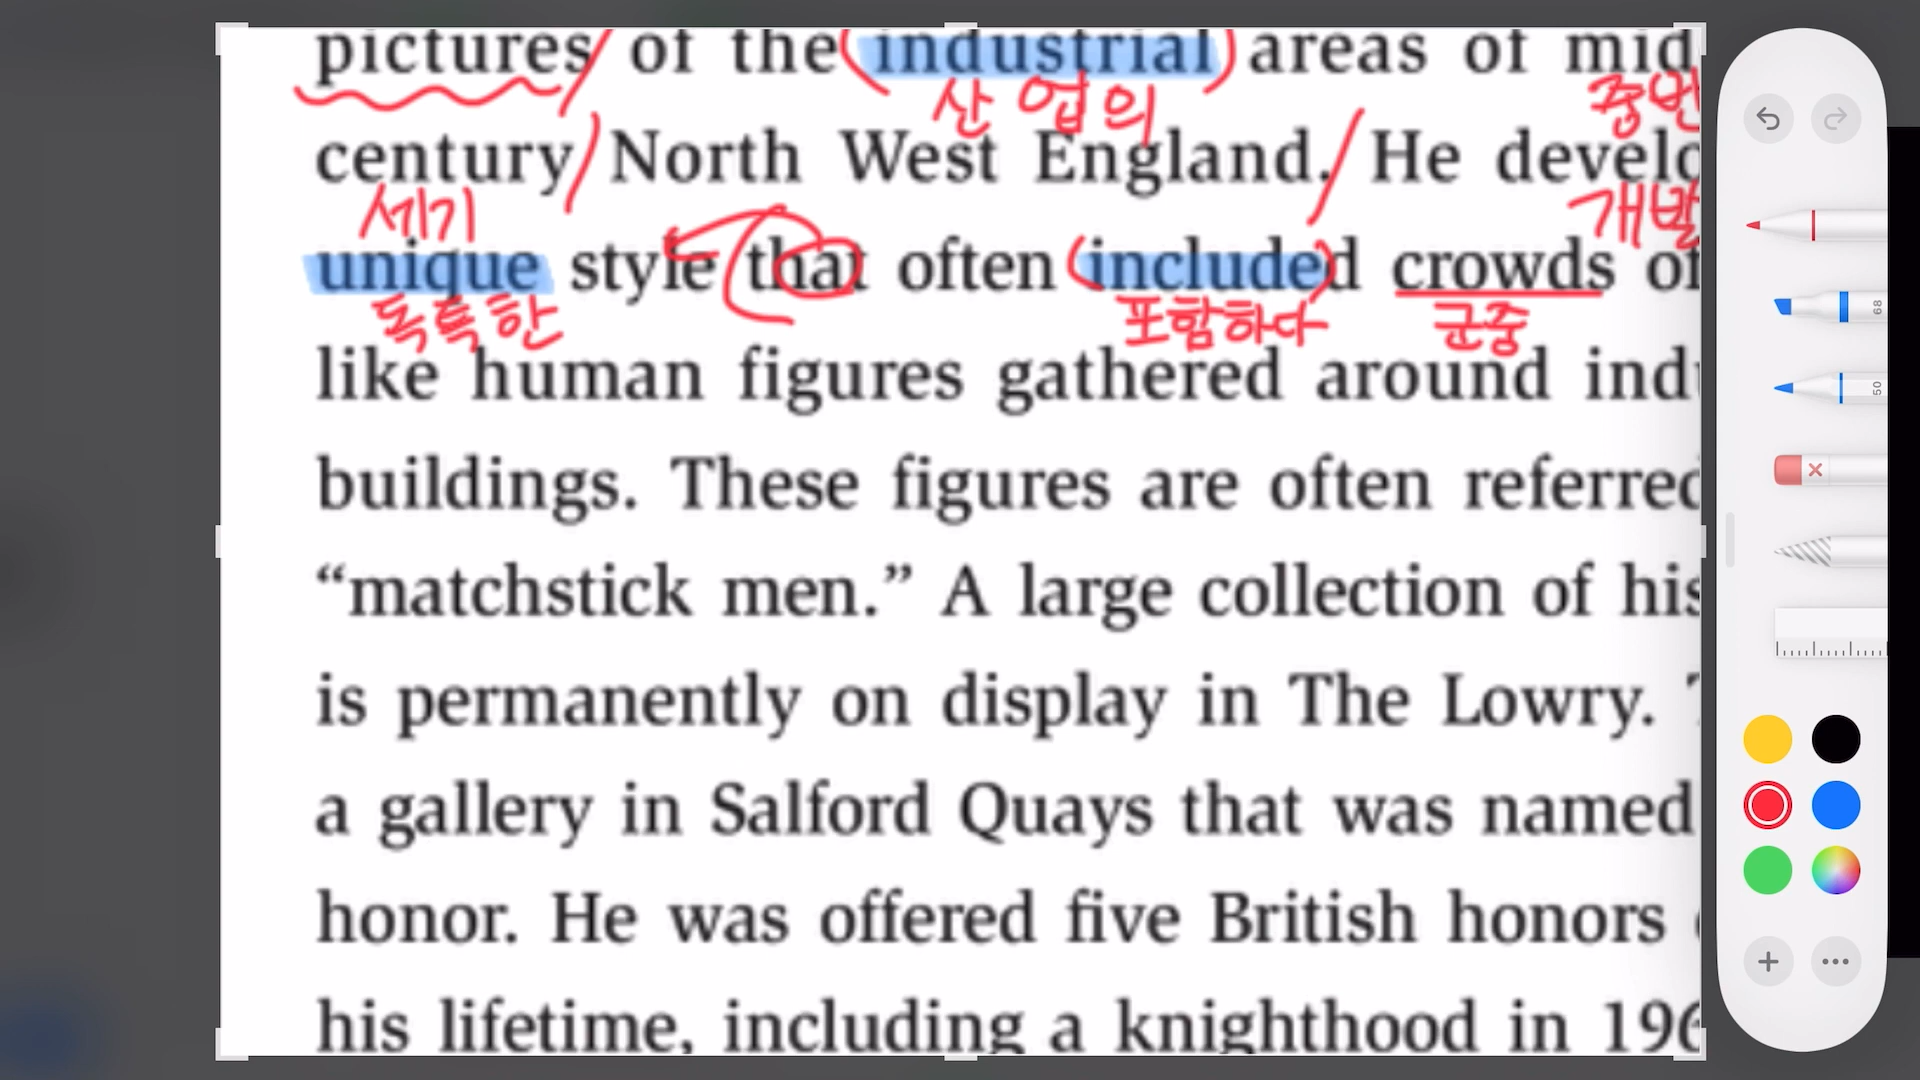 pictures of the industrial areas of mid
산업의 중반
century North West England. He develo
세기 개발
unique style that often included crowds of
독특한 포함하다 군중
like human figures gathered around indu
buildings. These figures are often referred
“matchstick men.” A large collection of his
is permanently on display in The Lowry. T
a gallery in Salford Quays that was named
honor. He was offered five British honors
his lifetime, including a knighthood in 196
68
50